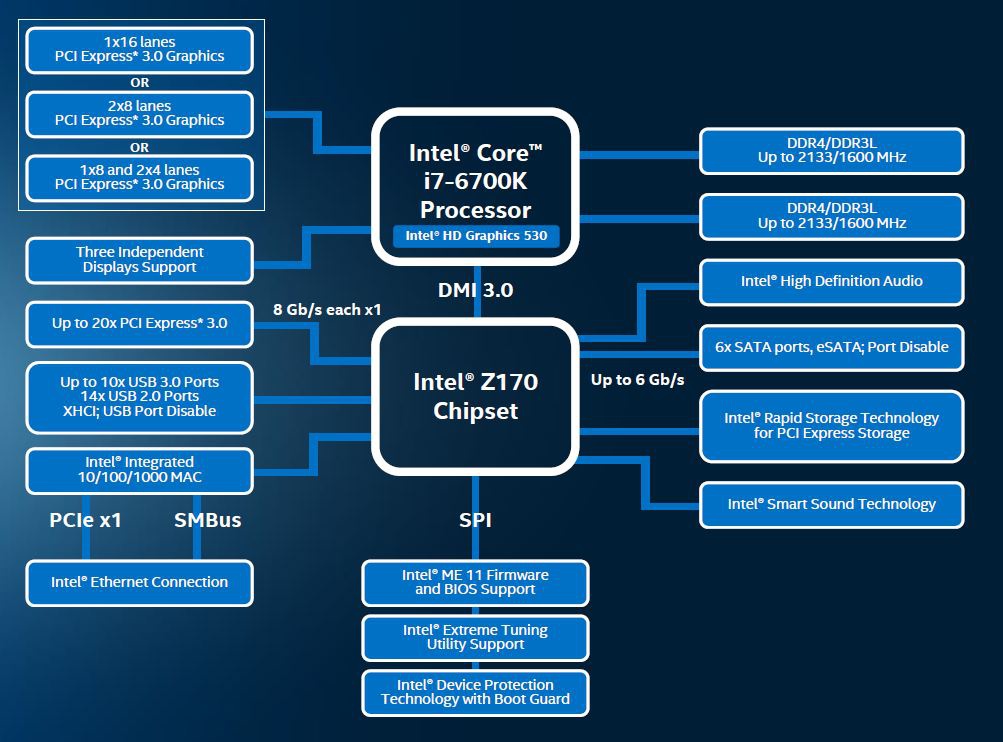 1x16 lanes
PCI Express* 3.0 Graphics
OR
2x8 lanes
PCI Express* 3.0 Graphics
OR
1x8 and 2x4 lanes
PCI Express* 3.0 Graphics
Three Independent
Displays Support
Up to 20x PCI Express* 3.0
8 Gb/s each x1
Up to 10x USB 3.0 Ports
14x USB 2.0 Ports
XHCI; USB Port Disable
Intel® Integrated
10/100/1000 MAC
PCIe x1
SMBus
Intel® Ethernet Connection
Intel® Core™
i7-6700K
Processor
Intel® HD Graphics 530
DMI 3.0
Intel® Z170
Chipset
SPI
Intel® ME 11 Firmware
and BIOS Support
Intel® Extreme Tuning
Utility Support
Intel® Device Protection
Technology with Boot Guard
DDR4/DDR3L
Up to 2133/1600 MHz
DDR4/DDR3L
Up to 2133/1600 MHz
Intel® High Definition Audio
6x SATA ports, eSATA; Port Disable
Up to 6 Gb/s
Intel® Rapid Storage Technology
for PCI Express Storage
Intel® Smart Sound Technology